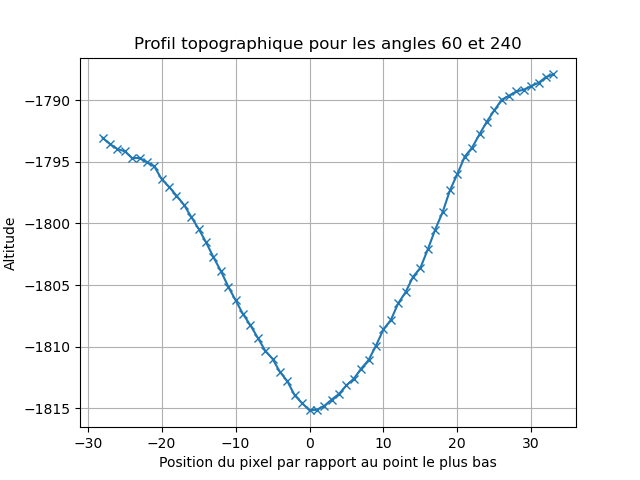 Profil topographique pour les angles 60 et 240
Altitude
−1790
−1795
−1800
−1805
−1810
−1815
−30 −20 −10 0 10 20 30
Position du pixel par rapport au point le plus bas